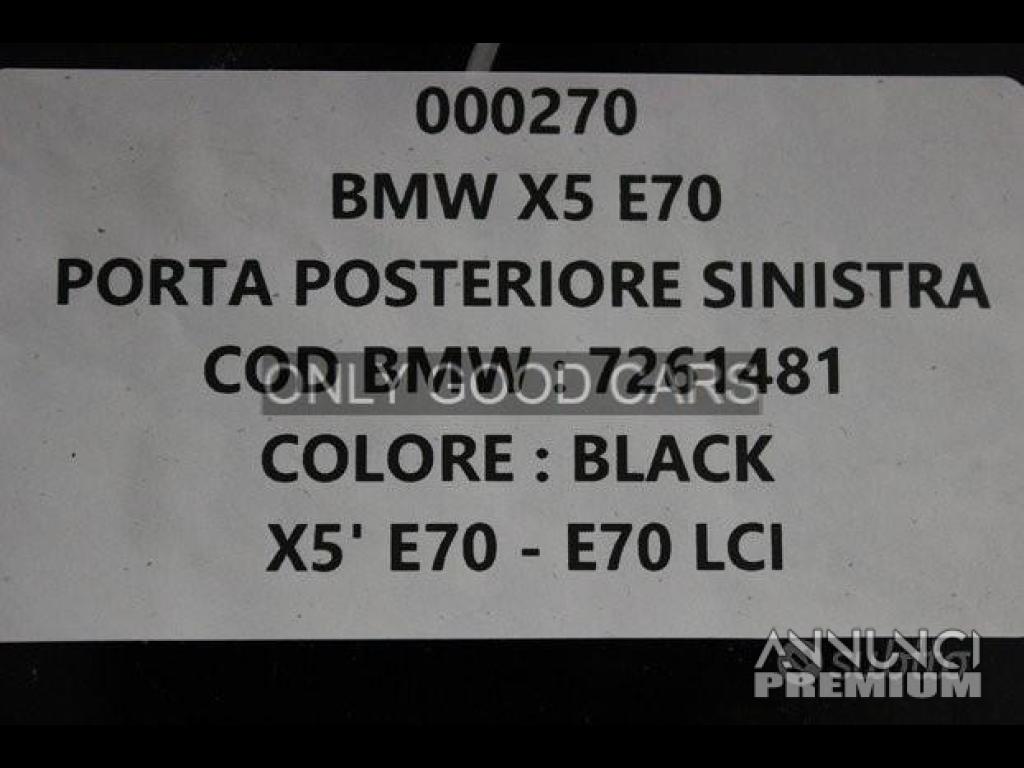 000270
BMW X5 E70
PORTA POSTERIORE SINISTRA
COD BMW : 7261481
ONLY GOOD CARS
COLORE : BLACK
X5' E70 - E70 LCI
ANNUNCI
PREMIUM